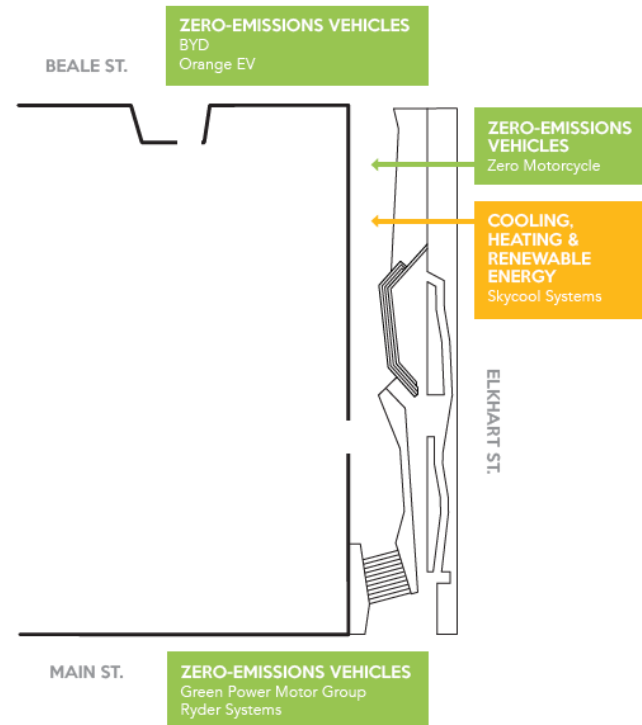 ZERO-EMISSIONS VEHICLES
BYD
Orange EV
BEALE ST.
ZERO-EMISSIONS
VEHICLES
Zero Motorcycle
COOLING,
HEATING &
RENEWABLE
ENERGY
Skycool Systems
ELKHART ST.
MAIN ST.
ZERO-EMISSIONS VEHICLES
Green Power Motor Group
Ryder Systems